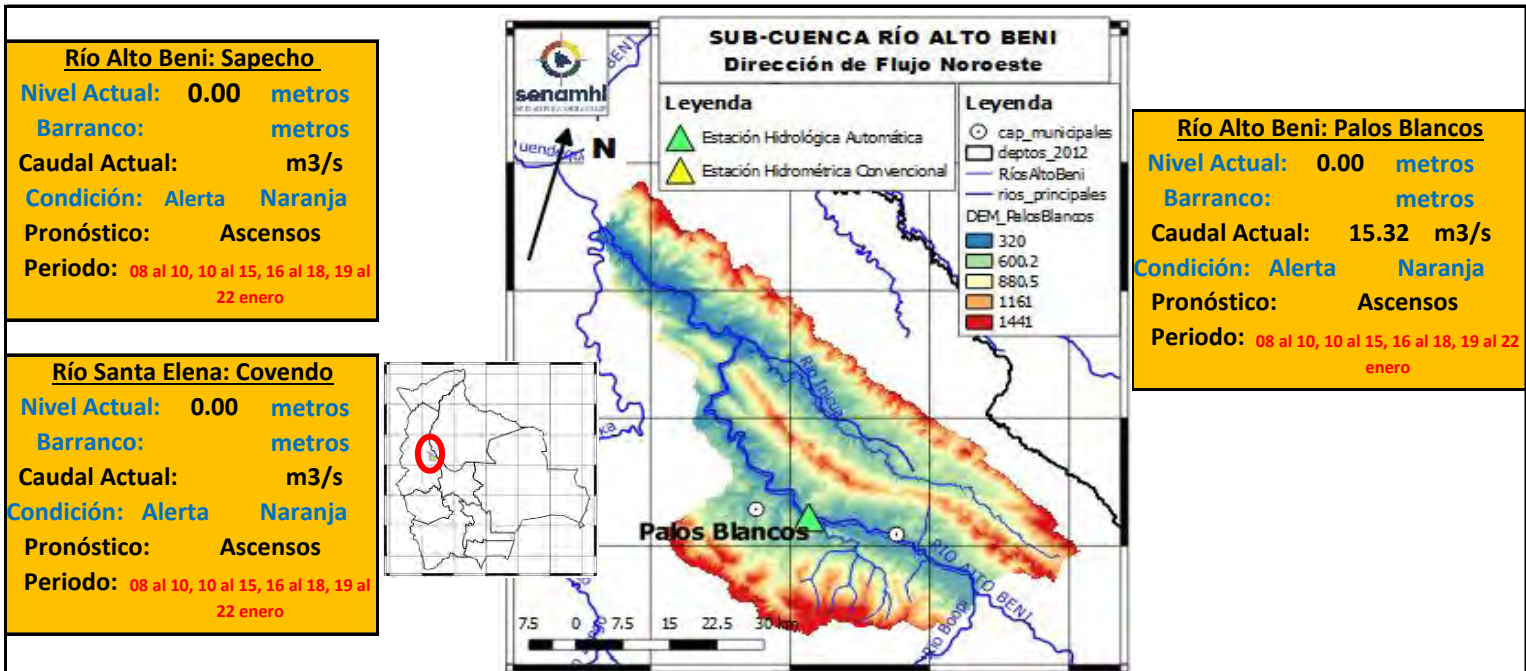 Río Alto Beni: Sapecho
Nivel Actual: 0.00 metros
Barranco: metros
Caudal Actual: m3/s
Condición: Alerta Naranja
Pronóstico: Ascensos
Periodo: 08 al 10, 10 al 15, 16 al 18, 19 al
22 enero
Río Santa Elena: Covendo
Nivel Actual: 0.00 metros
Barranco: metros
Caudal Actual: m3/s
Condición: Alerta Naranja
Pronóstico: Ascensos
Periodo: 08 al 10, 10 al 15, 16 al 18, 19 al
22 enero
senamhi
SUB-CUENCA RÍO ALTO BENI
Dirección de Flujo Noroeste
Leyenda
Estación Hidrológica Automática
Estación Hidrométrica Convencional
Leyenda
cap_municipales
deptos_2012
RíosAltoBeni
rios_principales
DEM_PalosBlancos
320
600.2
880.5
1161
1441
N
BENI
Río Inicua
Palos Blancos
RÍO ALTO BENI
Río Boopi
7.5 0 7.5 15 22.5 30 km
Río Alto Beni: Palos Blancos
Nivel Actual: 0.00 metros
Barranco: metros
Caudal Actual: 15.32 m3/s
Condición: Alerta Naranja
Pronóstico: Ascensos
Periodo: 08 al 10, 10 al 15, 16 al 18, 19 al 22
enero